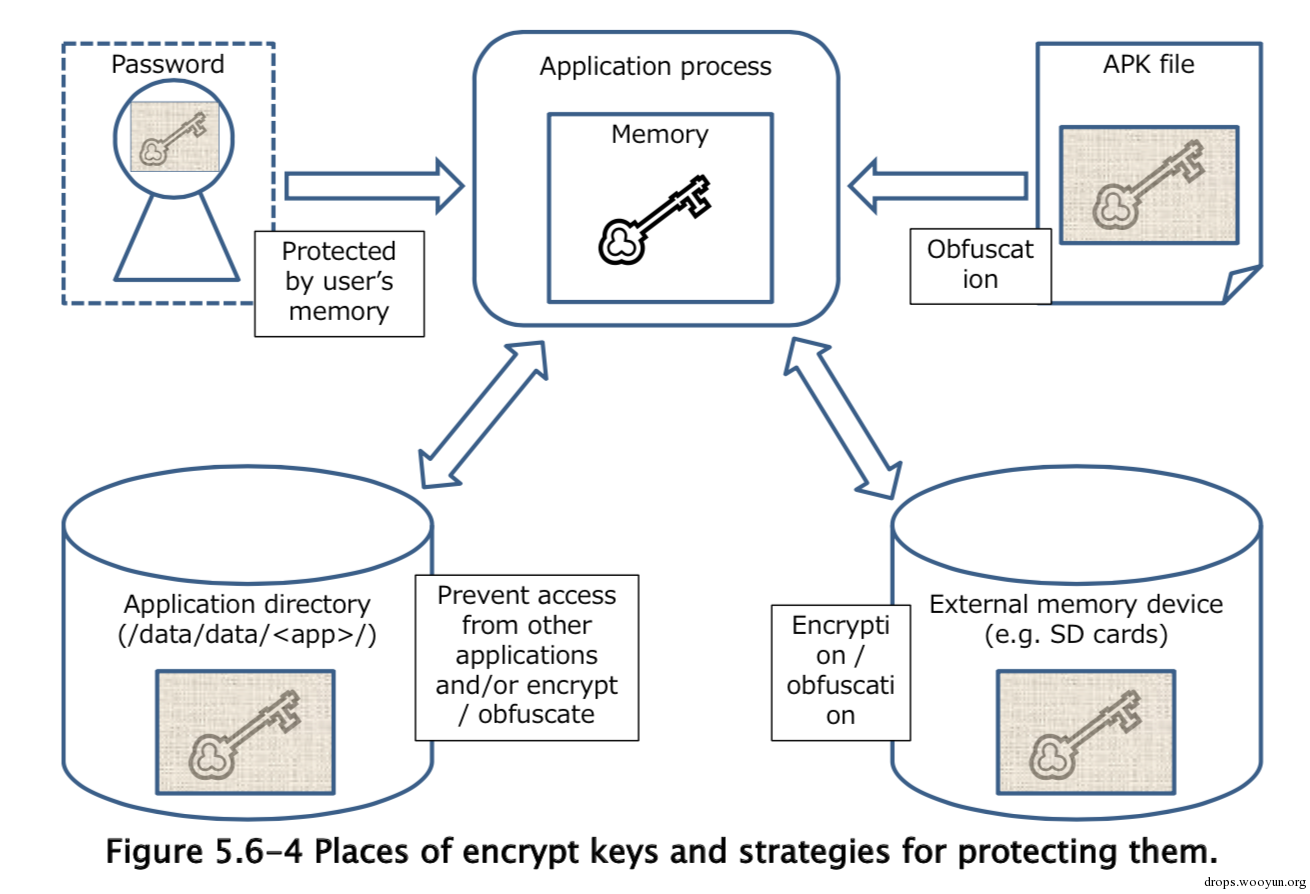 Password
Application process
APK file
Memory
Protected
by user's
memory
Obfuscat
ion
Application directory
(/data/data/<app>/)
Prevent access
from other
applications
and/or encrypt
/ obfuscate
Encrypti
on /
obfuscati
on
External memory device
(e.g. SD cards)
Figure 5.6-4 Places of encrypt keys and strategies for protecting them.
drops.wooyun.org